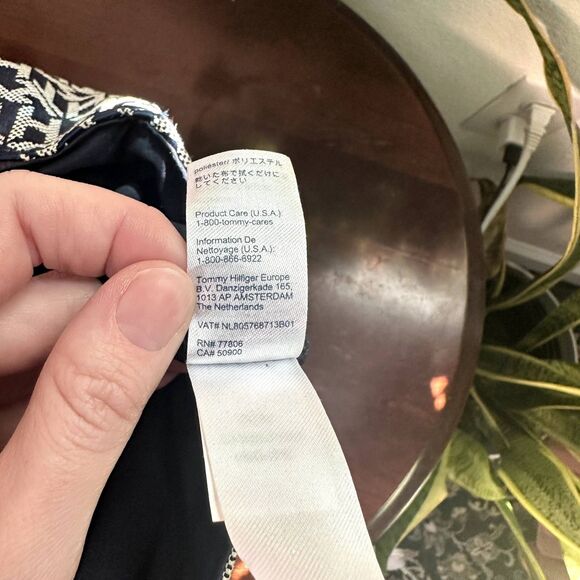 poliéster/ ポリエステル
乾いた布で拭くだけに
してください
Product Care (U.S.A.):
1-800-tommy-cares
Information De
Nettoyage (U.S.A.):
1-800-866-6922
Tommy Hilfiger Europe
B.V. Danzigerkade 165,
1013 AP AMSTERDAM
The Netherlands
VAT# NL805768713B01
RN# 77806
CA# 50900